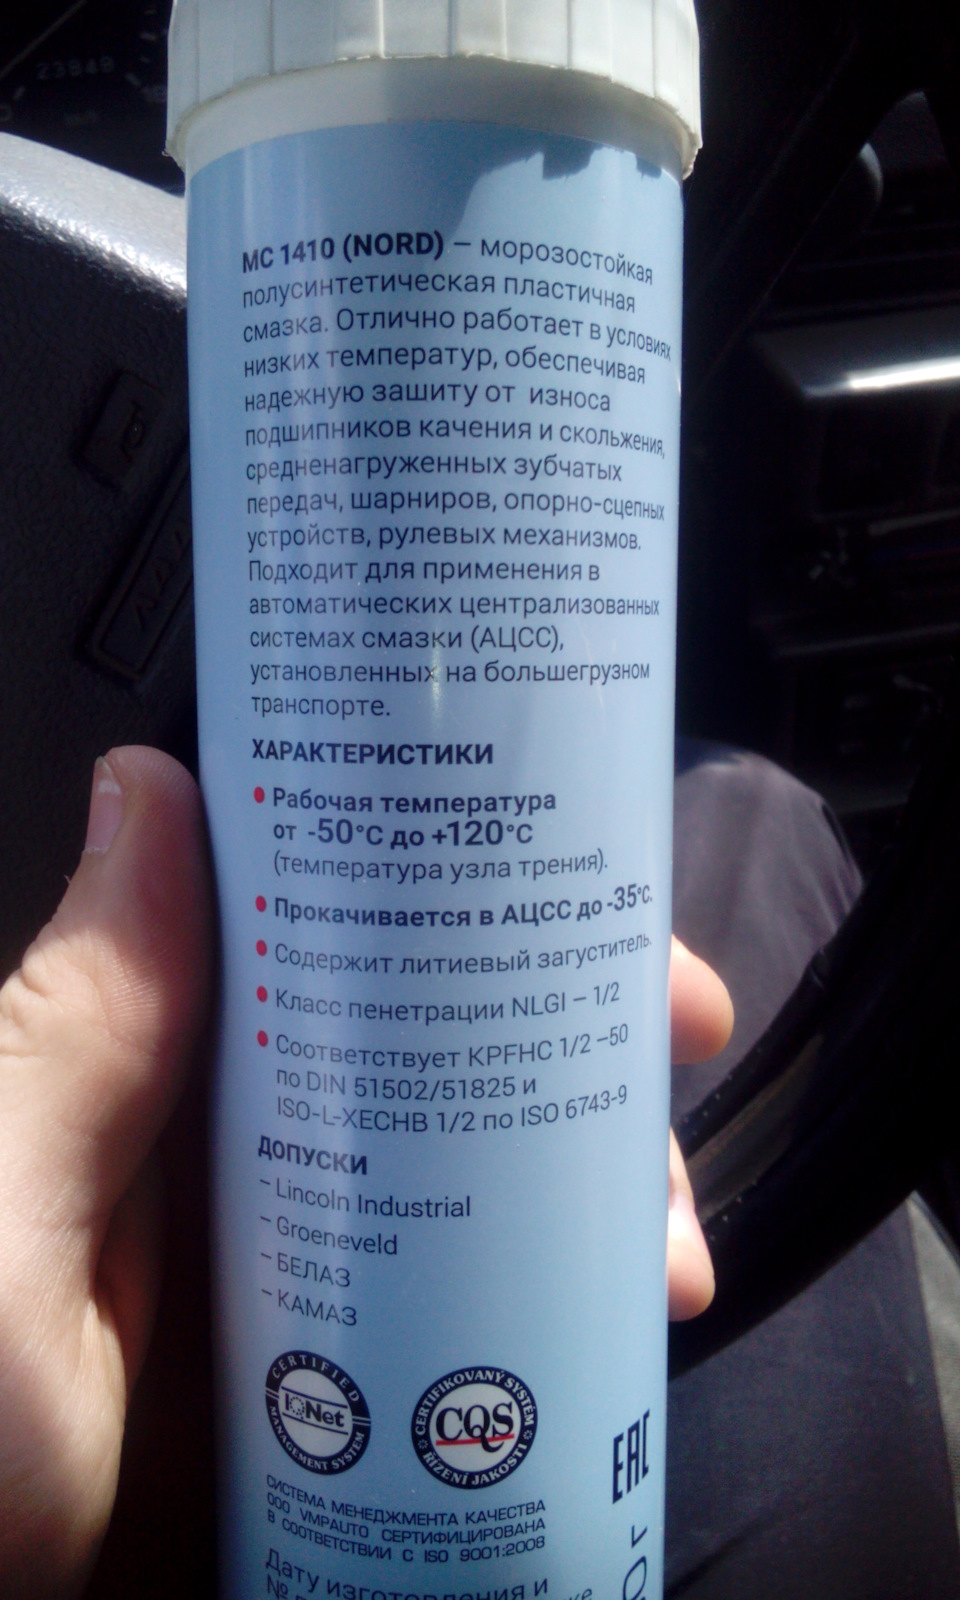 23849
МС 1410 (NORD) – морозостойкая
полусинтетическая пластичная
смазка. Отлично работает в условиях
низких температур, обеспечивая
надежную зашиту от износа
подшипников качения и скольжения,
средненагруженных зубчатых
передач, шарниров, опорно-сцепных
устройств, рулевых механизмов.
Подходит для применения в
автоматических централизованных
системах смазки (АЦСС),
установленных на большегрузном
транспорте.
ХАРАКТЕРИСТИКИ
• Рабочая температура
от -50°С до +120°С
(температура узла трения).
• Прокачивается в АЦСС до -35°С.
• Содержит литиевый загуститель.
• Класс пенетрации NLGI – 1/2
• Соответствует KPFHC 1/2 –50
по DIN 51502/51825 и
ISO-L-XECHB 1/2 по ISO 6743-9
ДОПУСКИ
– Lincoln Industrial
– Groeneveld
– БЕЛАЗ
– КАМАЗ
CERTIFIED
IQNet
MANAGEMENT SYSTEM
CERTIFIKOVANÝ SYSTÉM
CQS
ŘÍZENÍ JAKOSTI
EAC
СИСТЕМА МЕНЕДЖМЕНТА КАЧЕСТВА
ООО VMPAUTO СЕРТИФИЦИРОВАНА
В СООТВЕТСТВИИ С ISO 9001:2008
Дату изготовления и
№